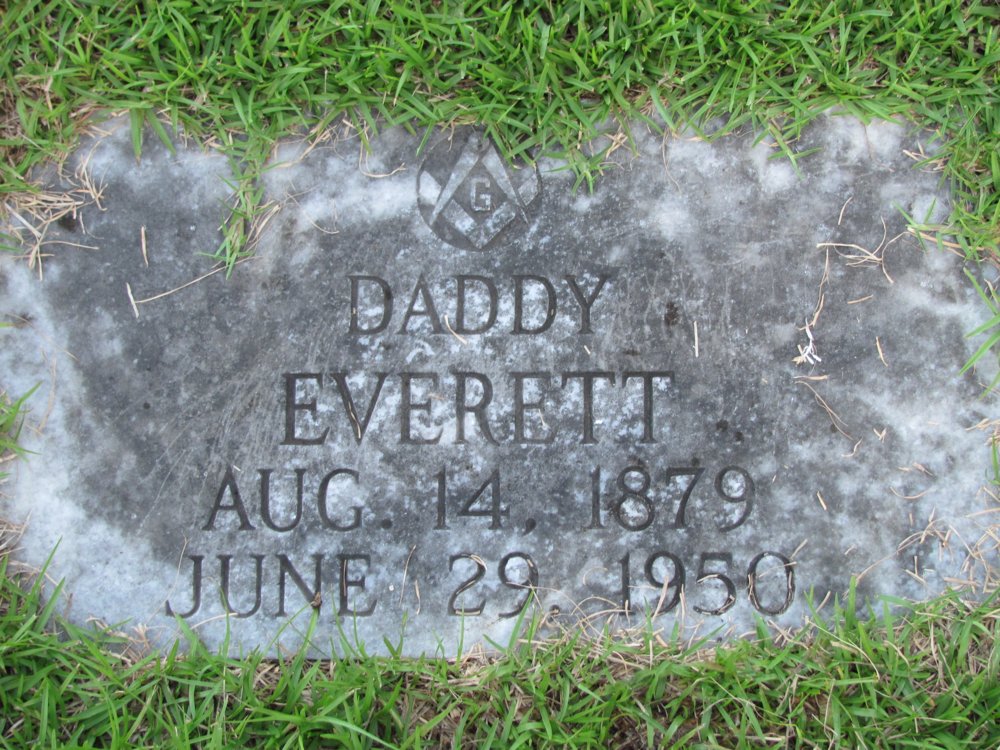 G
DADDY
EVERETT
AUG. 14, 1879
JUNE 29, 1950